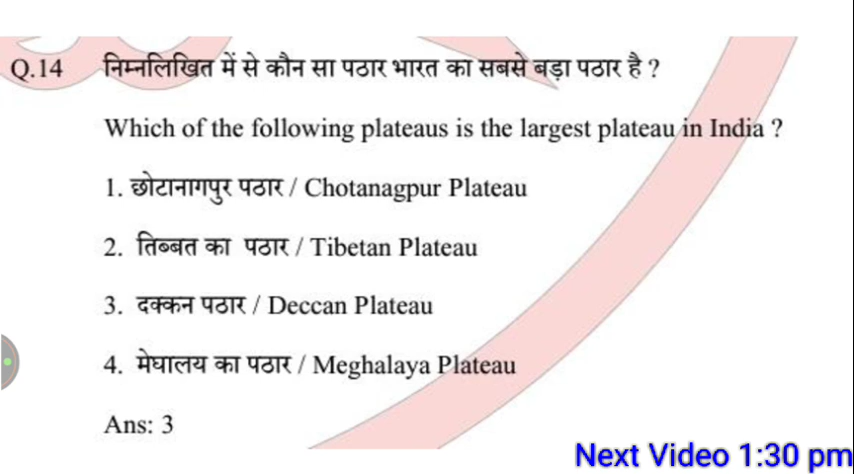 Q.14 निम्नलिखित में से कौन सा पठार भारत का सबसे बड़ा पठार है ?
Which of the following plateaus is the largest plateau in India ?
1. छोटानागपुर पठार / Chotanagpur Plateau
2. तिब्बत का पठार / Tibetan Plateau
3. दक्कन पठार / Deccan Plateau
4. मेघालय का पठार / Meghalaya Plateau
Ans: 3
Next Video 1:30 pm